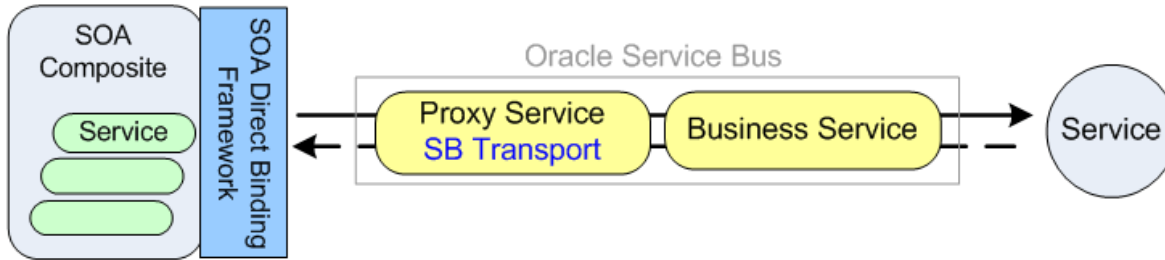 SOA
Composite
Service
SOA Direct Binding
Framework
Oracle Service Bus
Proxy Service
SB Transport
Business Service
Service